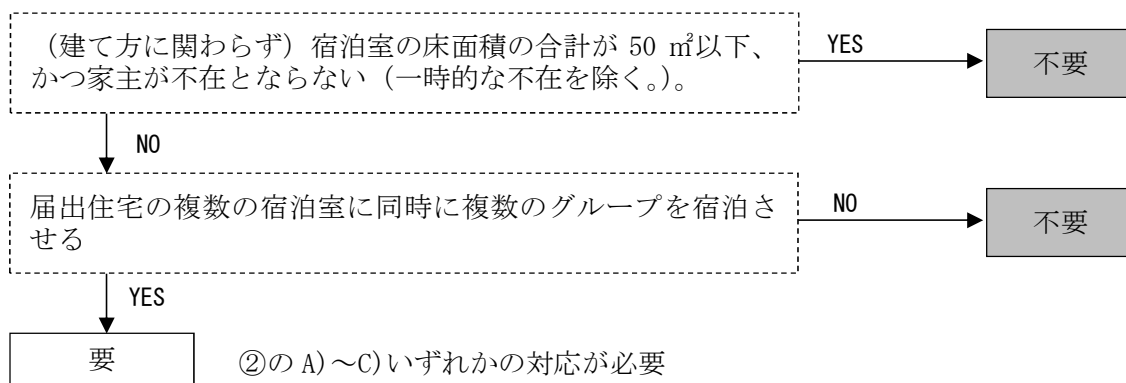 （建て方に関わらず）宿泊室の床面積の合計が 50 ㎡以下、
かつ家主が不在とならない（一時的な不在を除く。）。
YES
不要
NO
届出住宅の複数の宿泊室に同時に複数のグループを宿泊さ
せる
NO
不要
YES
要
②の A)～C)いずれかの対応が必要